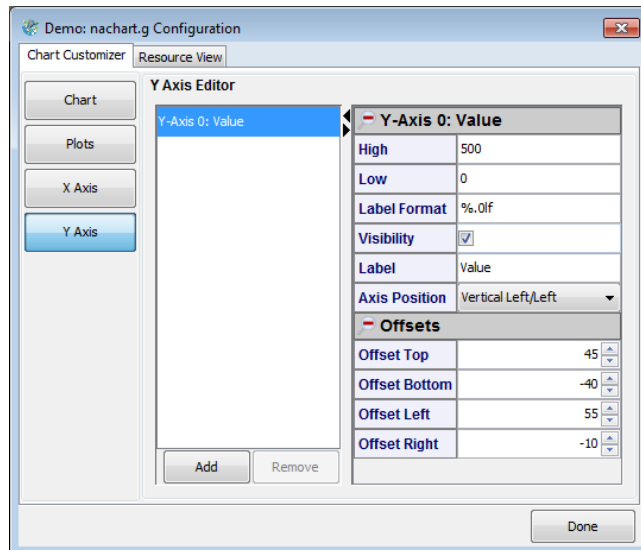 Demo: nachart.g Configuration
Chart Customizer Resource View
Chart
Plots
X Axis
Y Axis
Y Axis Editor
Y-Axis 0: Value
Add Remove
Y-Axis 0: Value
High 500
Low 0
Label Format %.0lf
Visibility
Label Value
Axis Position Vertical Left/Left
Offsets
Offset Top 45
Offset Bottom -40
Offset Left 55
Offset Right -10
Done